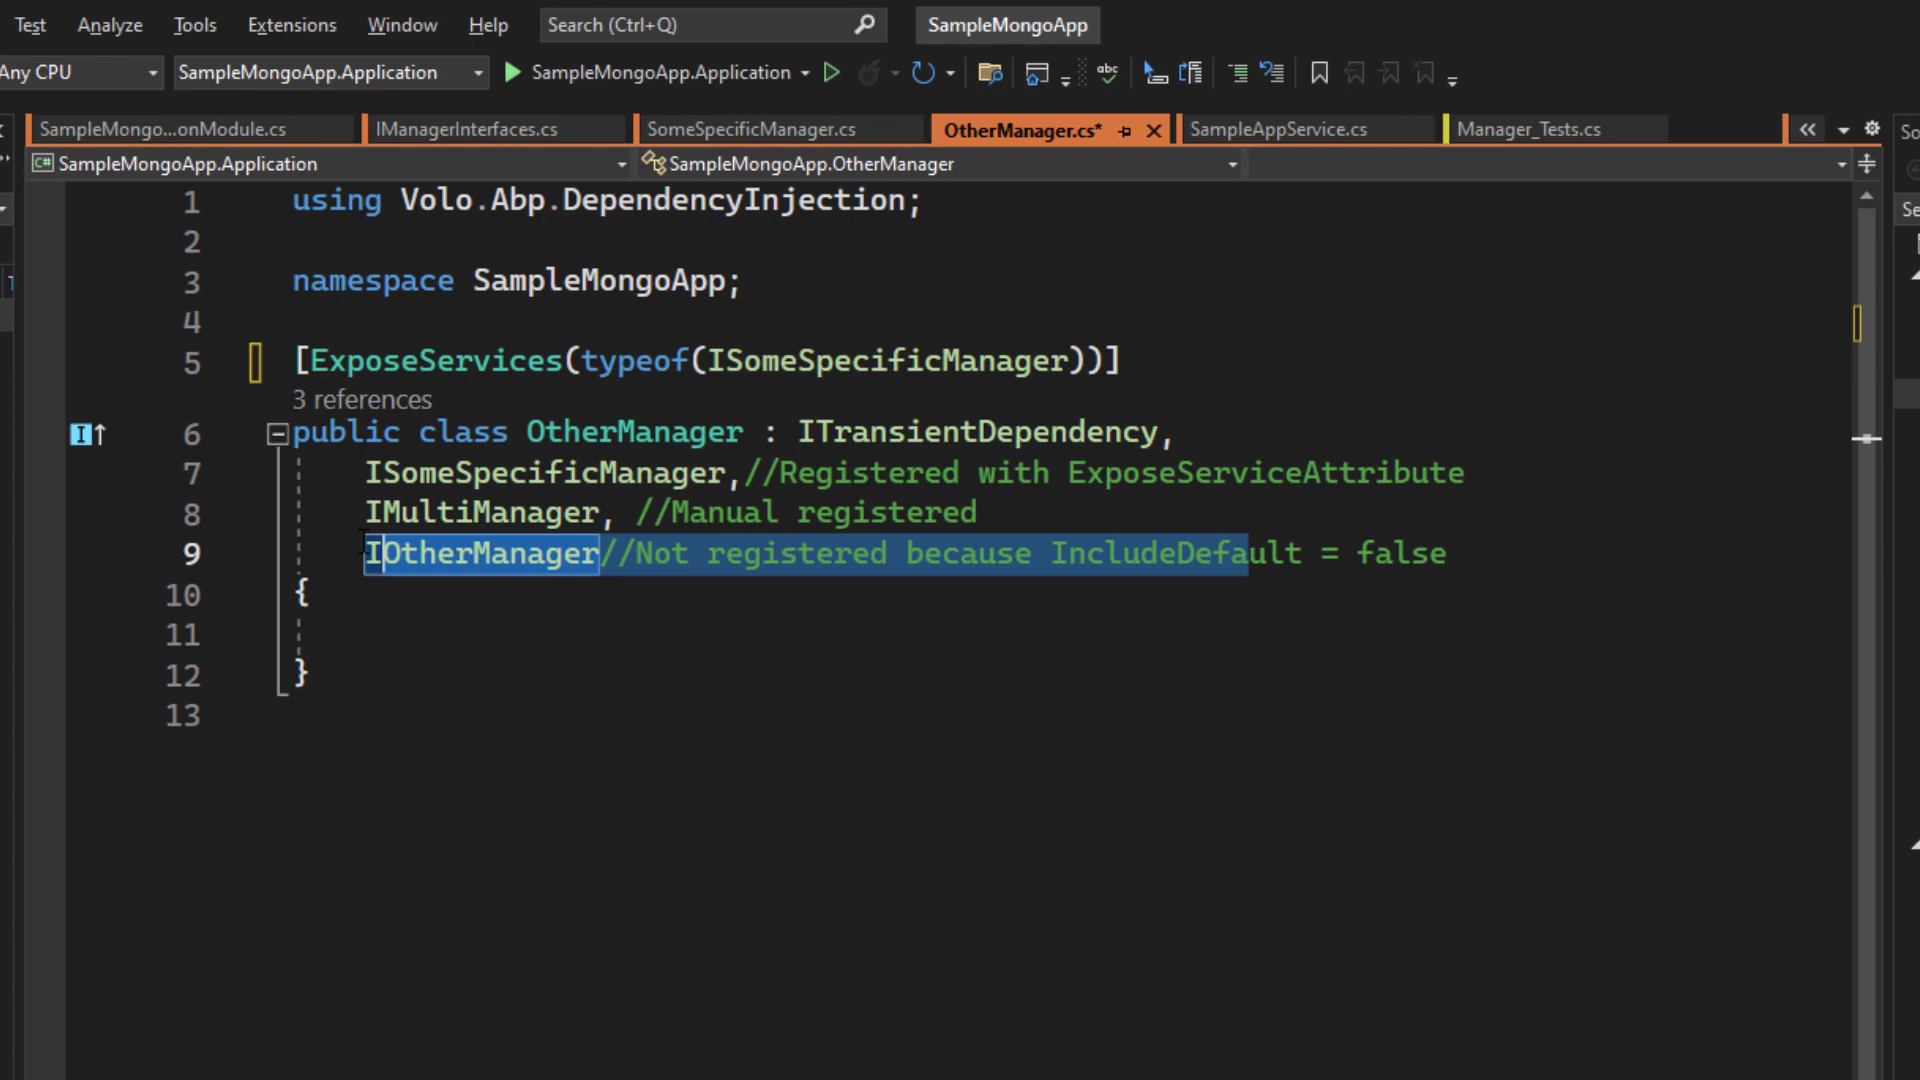 Test Analyze Tools Extensions Window Help Search (Ctrl+Q) SampleMongoApp
Any CPU SampleMongoApp.Application SampleMongoApp.Application
SampleMongo...onModule.cs IManagerInterfaces.cs SomeSpecificManager.cs OtherManager.cs* SampleAppService.cs Manager_Tests.cs So
C# SampleMongoApp.Application SampleMongoApp.OtherManager
Se
1 using Volo.Abp.DependencyInjection;
2
3 namespace SampleMongoApp;
4
5 [ExposeServices(typeof(ISomeSpecificManager))]
3 references
6 public class OtherManager : ITransientDependency,
7 ISomeSpecificManager,//Registered with ExposeServiceAttribute
8 IMultiManager, //Manual registered
9 IOtherManager//Not registered because IncludeDefault = false
10 {
11
12 }
13